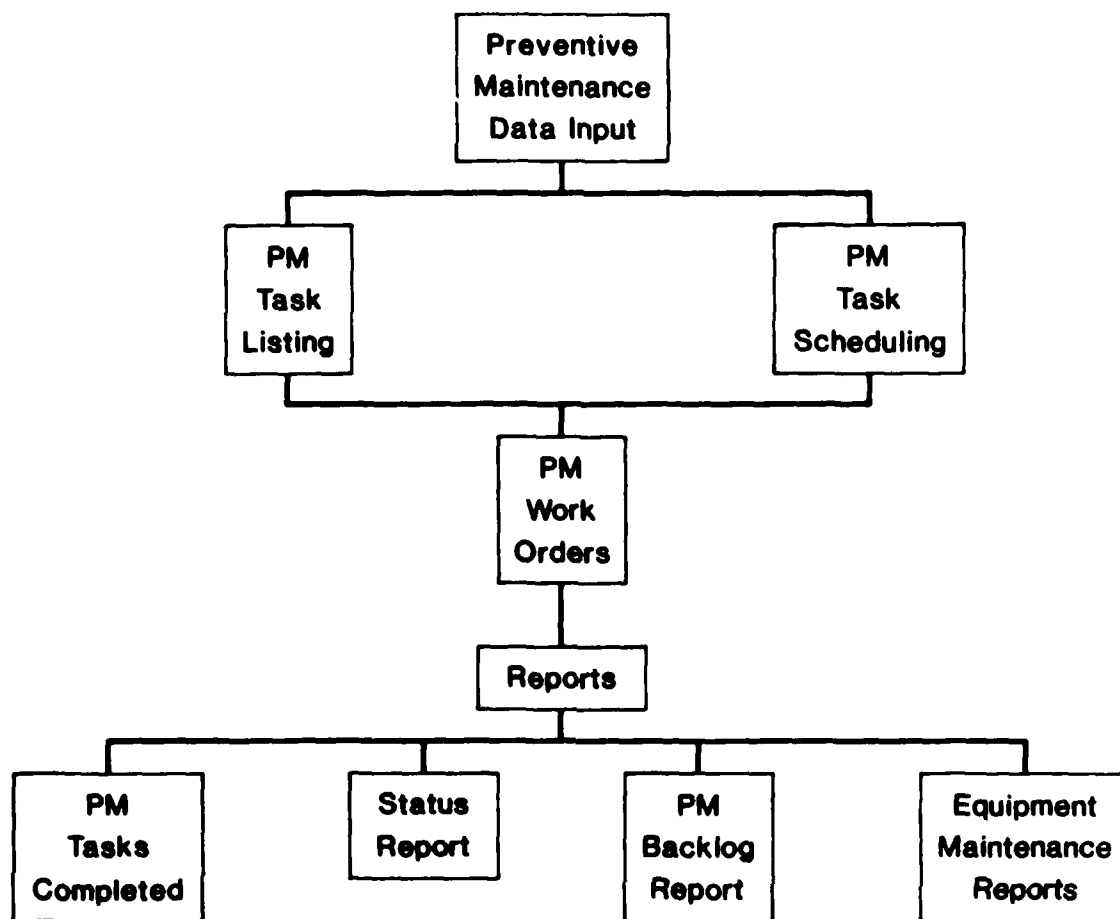 Preventive
Maintenance
Data Input
PM
Task
Listing
PM
Task
Scheduling
PM
Work
Orders
Reports
PM
Tasks
Completed
Status
Report
PM
Backlog
Report
Equipment
Maintenance
Reports